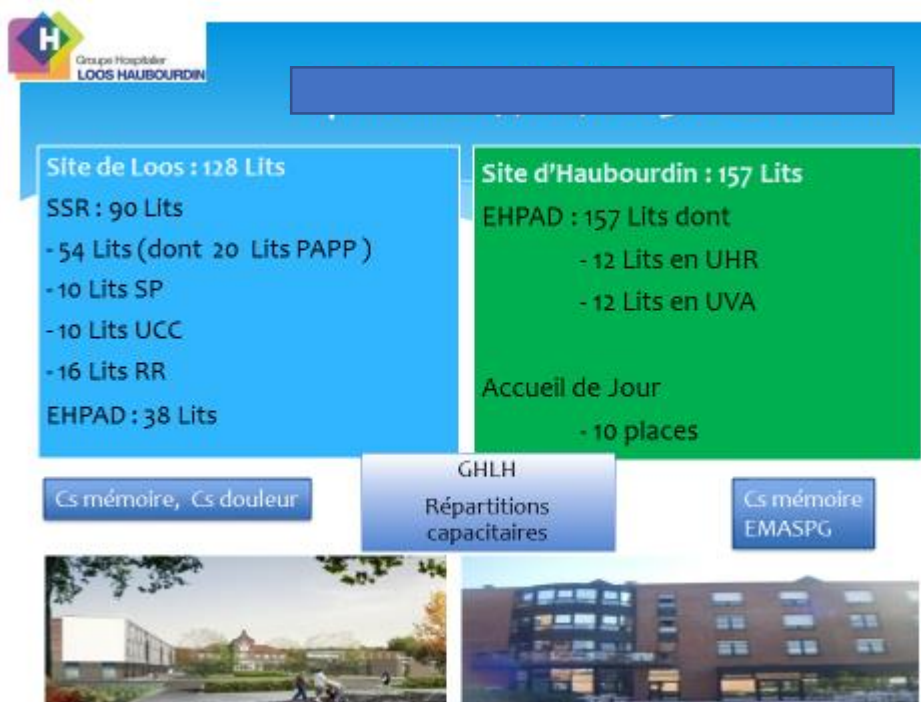 H
Groupe Hospitalier
LOOS HAUBOURDIN
Site de Loos : 128 Lits
SSR : 90 Lits
- 54 Lits (dont 20 Lits PAPP )
- 10 Lits SP
- 10 Lits UCC
- 16 Lits RR
EHPAD : 38 Lits
Site d'Haubourdin : 157 Lits
EHPAD : 157 Lits dont
- 12 Lits en UHR
- 12 Lits en UVA
Accueil de Jour
- 10 places
Cs mémoire, Cs douleur
GHLH
Répartitions
capacitaires
Cs mémoire
EMASPG